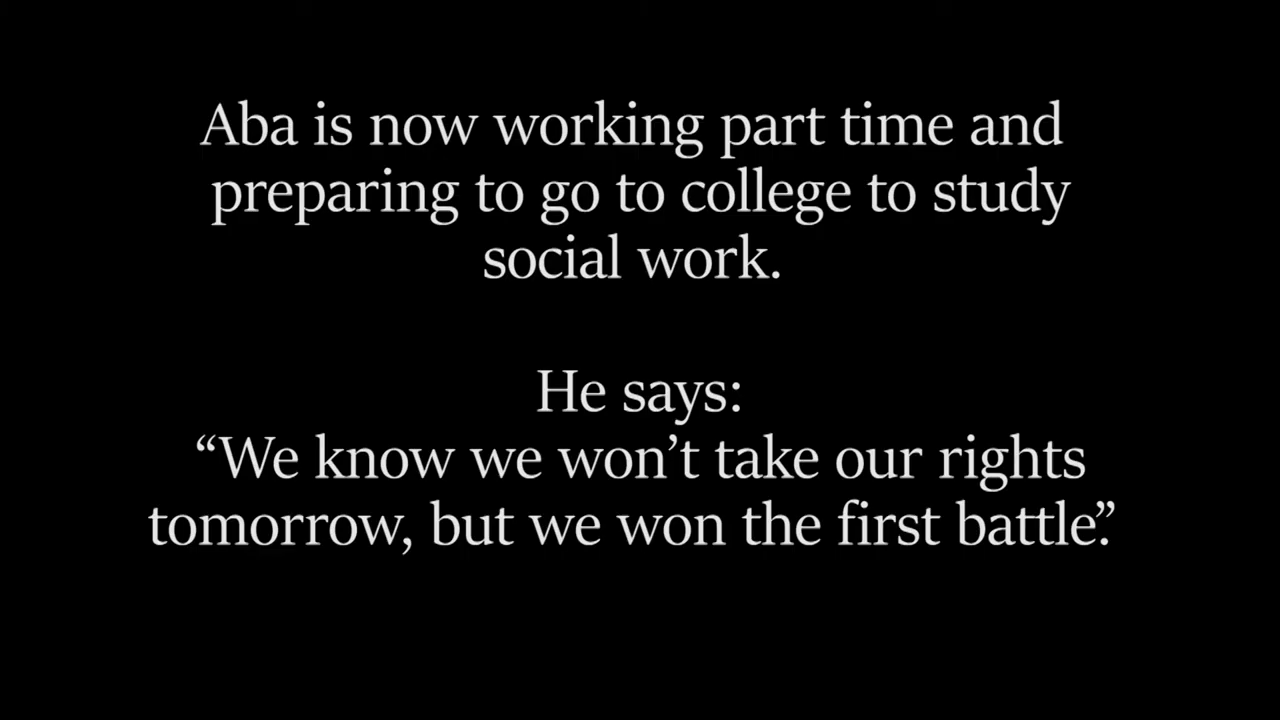 Aba is now working part time and
preparing to go to college to study
social work.
He says:
“We know we won’t take our rights
tomorrow, but we won the first battle.”